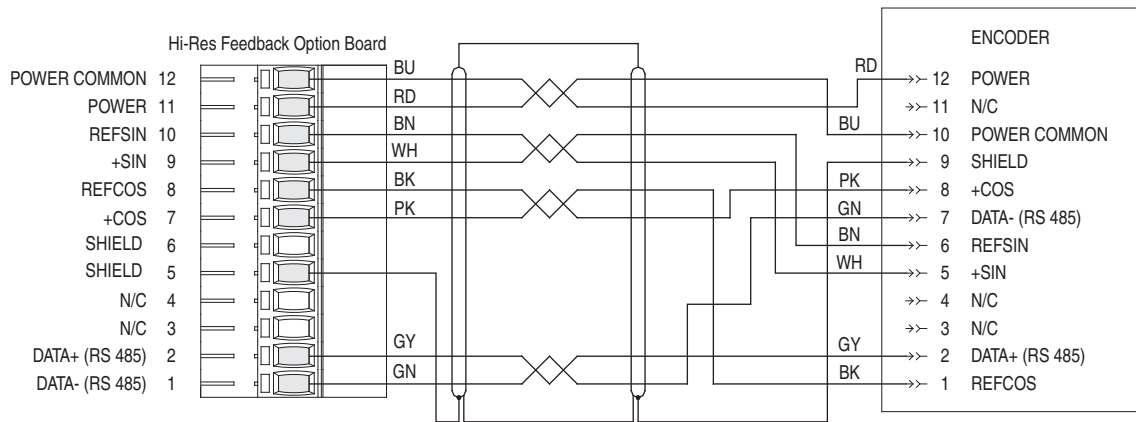 Hi-Res Feedback Option Board
POWER COMMON 12
POWER 11
REFSIN 10
+SIN 9
REFCOS 8
+COS 7
SHIELD 6
SHIELD 5
N/C 4
N/C 3
DATA+ (RS 485) 2
DATA- (RS 485) 1
BU
RD
BN
WH
BK
PK
GY
GN
RD
BU
PK
GN
BN
WH
GY
BK
ENCODER
12 POWER
11 N/C
10 POWER COMMON
9 SHIELD
8 +COS
7 DATA- (RS 485)
6 REFSIN
5 +SIN
4 N/C
3 N/C
2 DATA+ (RS 485)
1 REFCOS